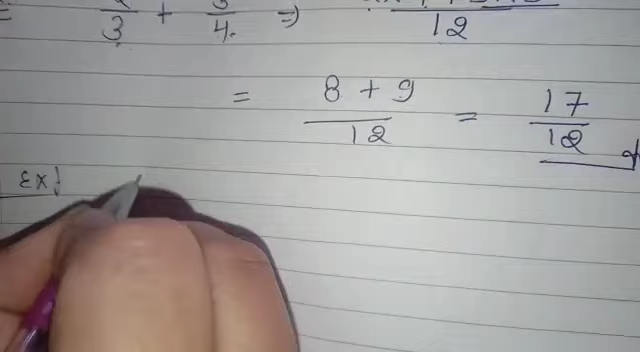 3 + 4 ⇒ 12
= 8 + 9 / 12 = 17 / 12
Ex}